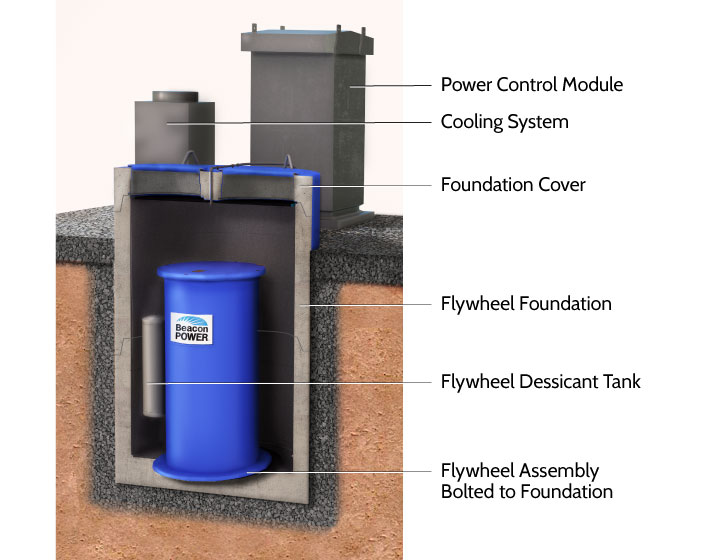 Power Control Module
Cooling System
Foundation Cover
Flywheel Foundation
Beacon
POWER
Flywheel Dessicant Tank
Flywheel Assembly
Bolted to Foundation